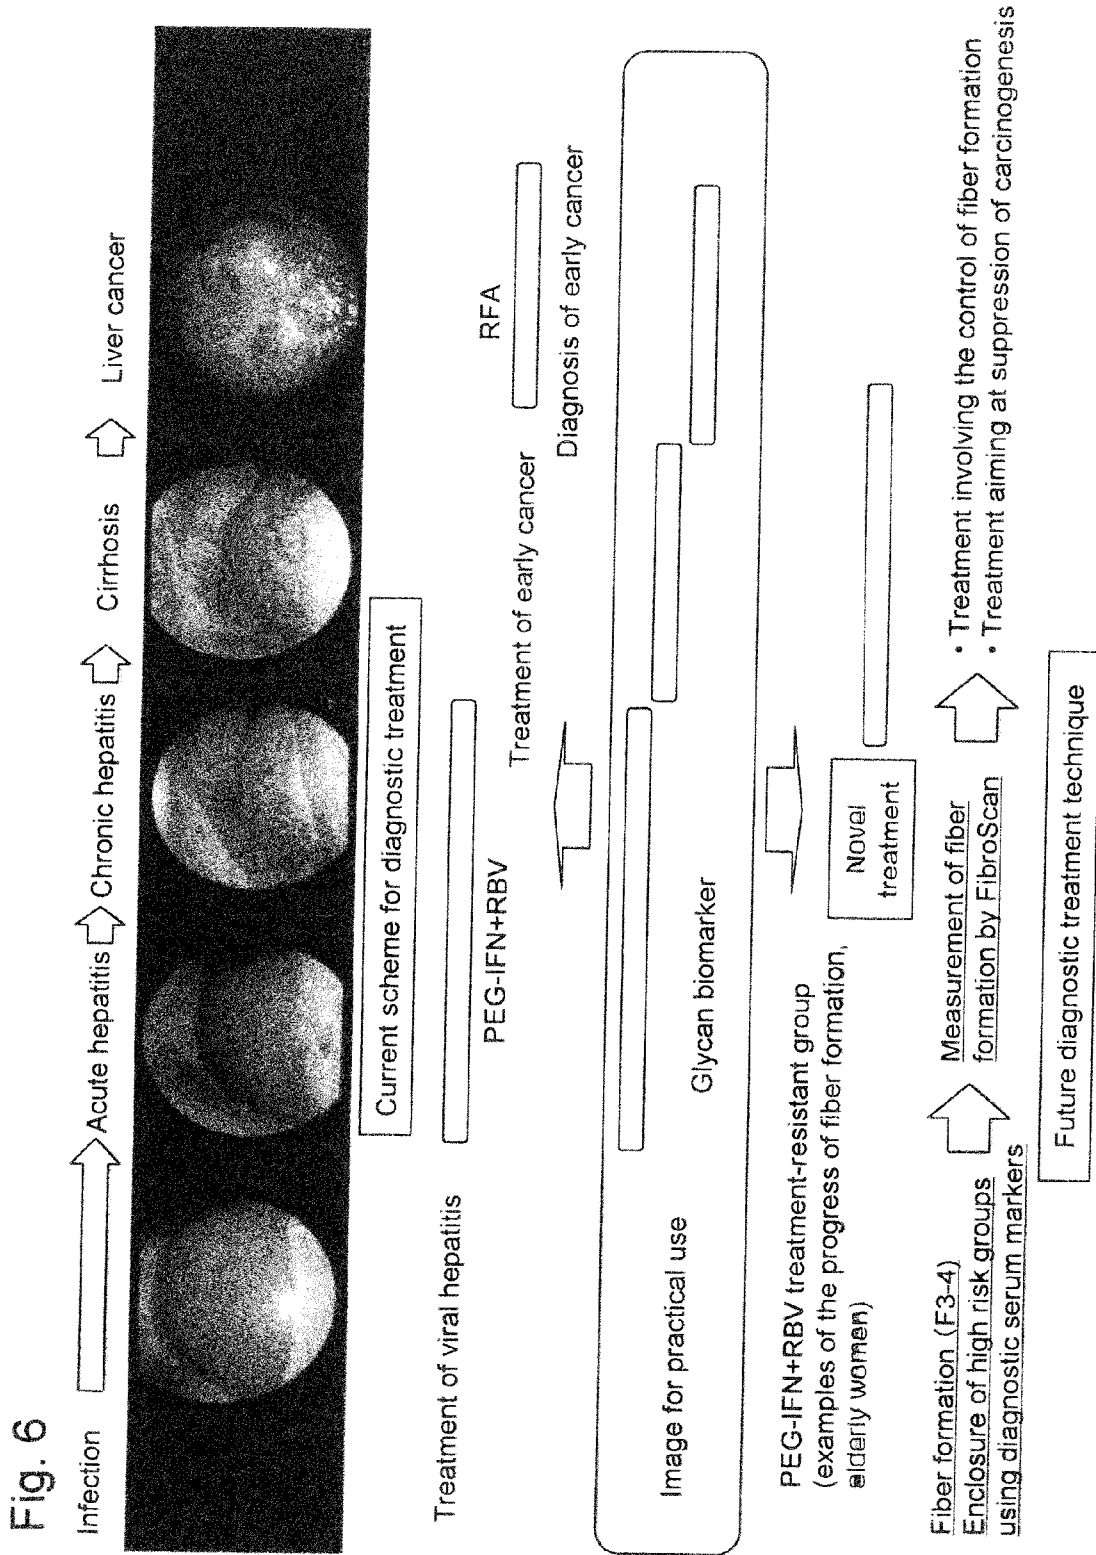 Fig. 6
Infection
Acute hepatitis
Chronic hepatitis
Cirrhosis
Liver cancer
Current scheme for diagnostic treatment
Treatment of viral hepatitis
PEG-IFN+RBV
Treatment of early cancer
RFA
Diagnosis of early cancer
Image for practical use
Glycan biomarker
PEG-IFN+RBV treatment-resistant group
(examples of the progress of fiber formation,
elderly women)
Novel
treatment
Fiber formation (F3-4)
Enclosure of high risk groups
using diagnostic serum markers
Measurement of fiber
formation by FibroScan
• Treatment involving the control of fiber formation
• Treatment aiming at suppression of carcinogenesis
Future diagnostic treatment technique